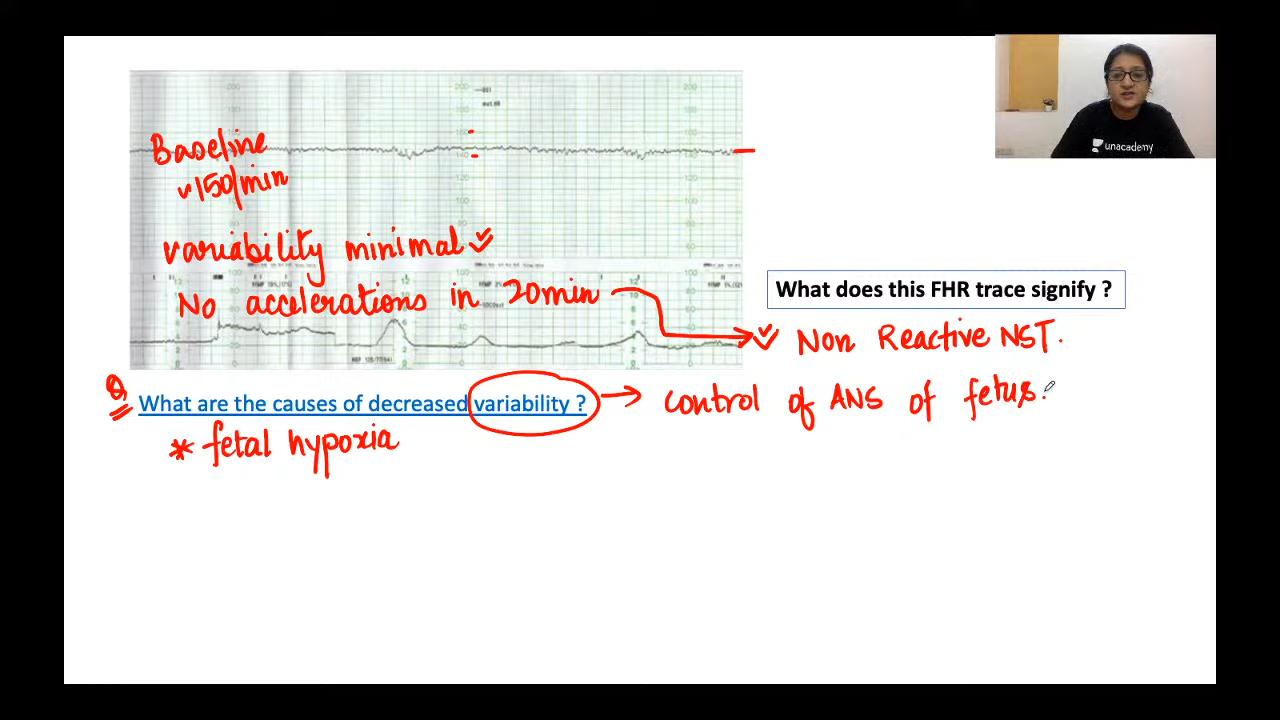 unacademy
Baseline
~150/min
variability minimal
No accelerations in 20min
What does this FHR trace signify ?
Non Reactive NST.
Q What are the causes of decreased variability ? → control of ANS of fetus.
* fetal hypoxia